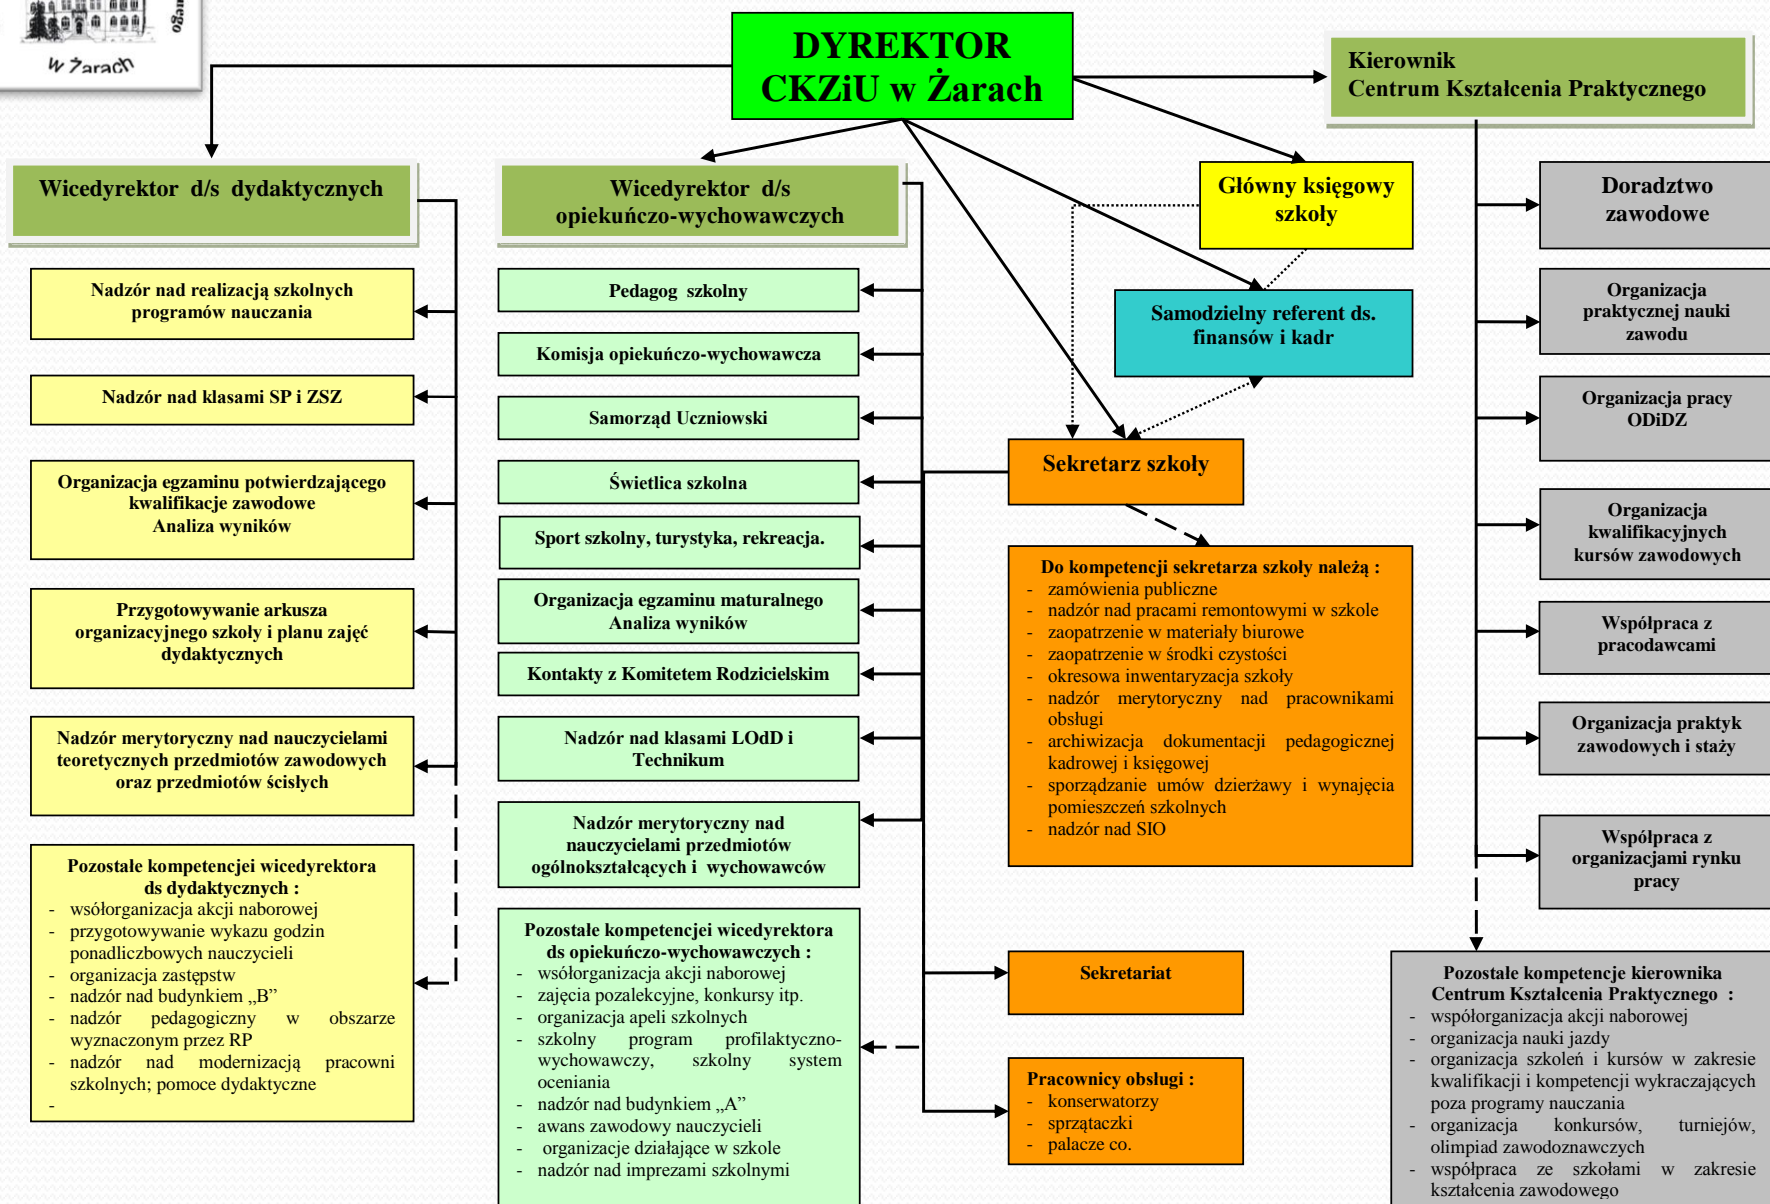 nego
w Żarach
DYREKTOR
CKZiU w Żarach
Kierownik
Centrum Kształcenia Praktycznego
Wicedyrektor d/s dydaktycznych
Wicedyrektor d/s
opiekuńczo-wychowawczych
Główny księgowy
szkoły
Doradztwo
zawodowe
Nadzór nad realizacją szkolnych
programów nauczania
Nadzór nad klasami SP i ZSZ
Organizacja egzaminu potwierdzającego
kwalifikacje zawodowe
Analiza wyników
Przygotowywanie arkusza
organizacyjnego szkoły i planu zajęć
dydaktycznych
Nadzór merytoryczny nad nauczycielami
teoretycznych przedmiotów zawodowych
oraz przedmiotów ścisłych
Pozostałe kompetencjei wicedyrektora
ds dydaktycznych :
- wsółorganizacja akcji naborowej
- przygotowywanie wykazu godzin
ponadliczbowych nauczycieli
- organizacja zastępstw
- nadzór nad budynkiem „B”
- nadzór pedagogiczny w obszarze
wyznaczonym przez RP
- nadzór nad modernizacją pracowni
szkolnych; pomoce dydaktyczne
-
Pedagog szkolny
Komisja opiekuńczo-wychowawcza
Samorząd Uczniowski
Świetlica szkolna
Sport szkolny, turystyka, rekreacja.
Organizacja egzaminu maturalnego
Analiza wyników
Kontakty z Komitetem Rodzicielskim
Nadzór nad klasami LOdD i
Technikum
Nadzór merytoryczny nad
nauczycielami przedmiotów
ogólnokształcących i wychowawców
Pozostałe kompetencjei wicedyrektora
ds opiekuńczo-wychowawczych :
- wsółorganizacja akcji naborowej
- zajęcia pozalekcyjne, konkursy itp.
- organizacja apeli szkolnych
- szkolny program profilaktyczno-
wychowawczy, szkolny system
oceniania
- nadzór nad budynkiem „A”
- awans zawodowy nauczycieli
- organizacje działające w szkole
- nadzór nad imprezami szkolnymi
Samodzielny referent ds.
finansów i kadr
Sekretarz szkoły
Do kompetencji sekretarza szkoły należą :
- zamówienia publiczne
- nadzór nad pracami remontowymi w szkole
- zaopatrzenie w materiały biurowe
- zaopatrzenie w środki czystości
- okresowa inwentaryzacja szkoły
- nadzór merytoryczny nad pracownikami
obsługi
- archiwizacja dokumentacji pedagogicznej
kadrowej i księgowej
- sporządzanie umów dzierżawy i wynajęcia
pomieszczeń szkolnych
- nadzór nad SIO
Sekretariat
Pracownicy obsługi :
- konserwatorzy
- sprzątaczki
- palacze co.
Organizacja
praktycznej nauki
zawodu
Organizacja pracy
ODiDZ
Organizacja
kwalifikacyjnych
kursów zawodowych
Współpraca z
pracodawcami
Organizacja praktyk
zawodowych i staży
Współpraca z
organizacjami rynku
pracy
Pozostałe kompetencje kierownika
Centrum Kształcenia Praktycznego :
- współorganizacja akcji naborowej
- organizacja nauki jazdy
- organizacja szkoleń i kursów w zakresie
kwalifikacji i kompetencji wykraczających
poza programy nauczania
- organizacja konkursów, turniejów,
olimpiad zawodoznawczych
- współpraca ze szkołami w zakresie
kształcenia zawodowego